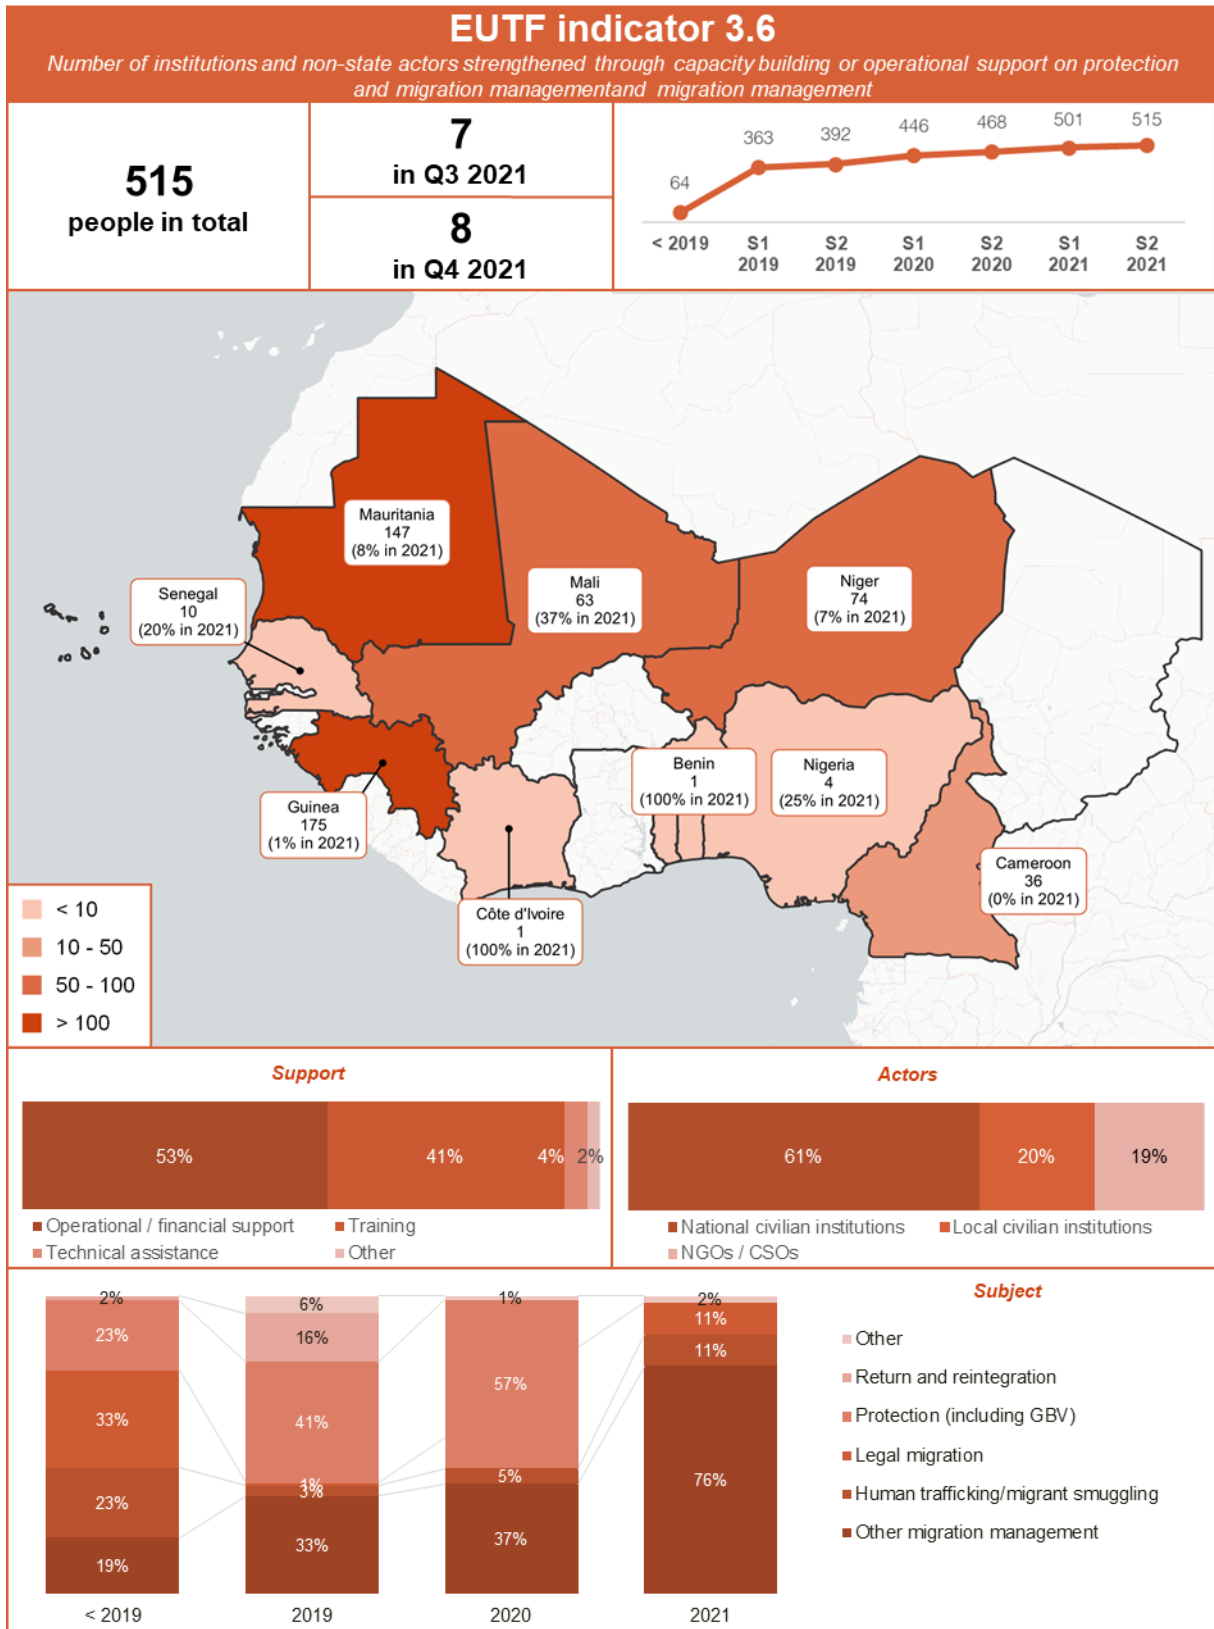 EUTF indicator 3.6
Number of institutions and non-state actors strengthened through capacity building or operational support on protection
and migration managementand migration management
515
people in total
7
in Q3 2021
8
in Q4 2021
64
363
392
446
468
501
515
< 2019
S1
2019
S2
2019
S1
2020
S2
2020
S1
2021
S2
2021
Mauritania
147
(8% in 2021)
Senegal
10
(20% in 2021)
Mali
63
(37% in 2021)
Niger
74
(7% in 2021)
Guinea
175
(1% in 2021)
Benin
1
(100% in 2021)
Nigeria
4
(25% in 2021)
Cameroon
36
(0% in 2021)
Côte d'Ivoire
1
(100% in 2021)
< 10
10 - 50
50 - 100
> 100
Support
53%
41%
4%
2%
Operational / financial support
Training
Technical assistance
Other
Actors
61%
20%
19%
National civilian institutions
Local civilian institutions
NGOs / CSOs
2%
23%
33%
23%
19%
< 2019
6%
16%
41%
1%
3%
33%
2019
1%
57%
5%
37%
2020
2%
11%
11%
76%
2021
Subject
Other
Return and reintegration
Protection (including GBV)
Legal migration
Human trafficking/migrant smuggling
Other migration management